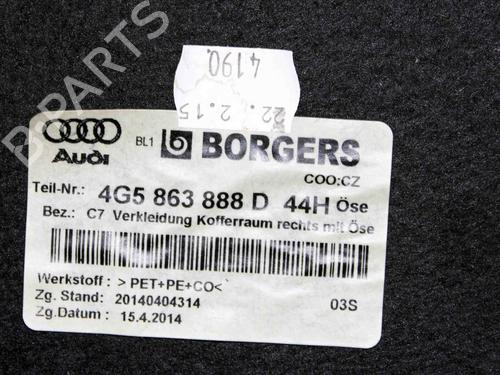 4190
22. 2.15
B-PARTS
Audi BL1 BORGERS
COO:CZ
Teil-Nr.: 4G5 863 888 D 44H Öse
Bez.: C7 Verkleidung Kofferraum rechts mit Öse
Werkstoff : > PET+PE+CO<
Zg. Stand: 20140404314 03S
Zg.Datum : 15.4.2014